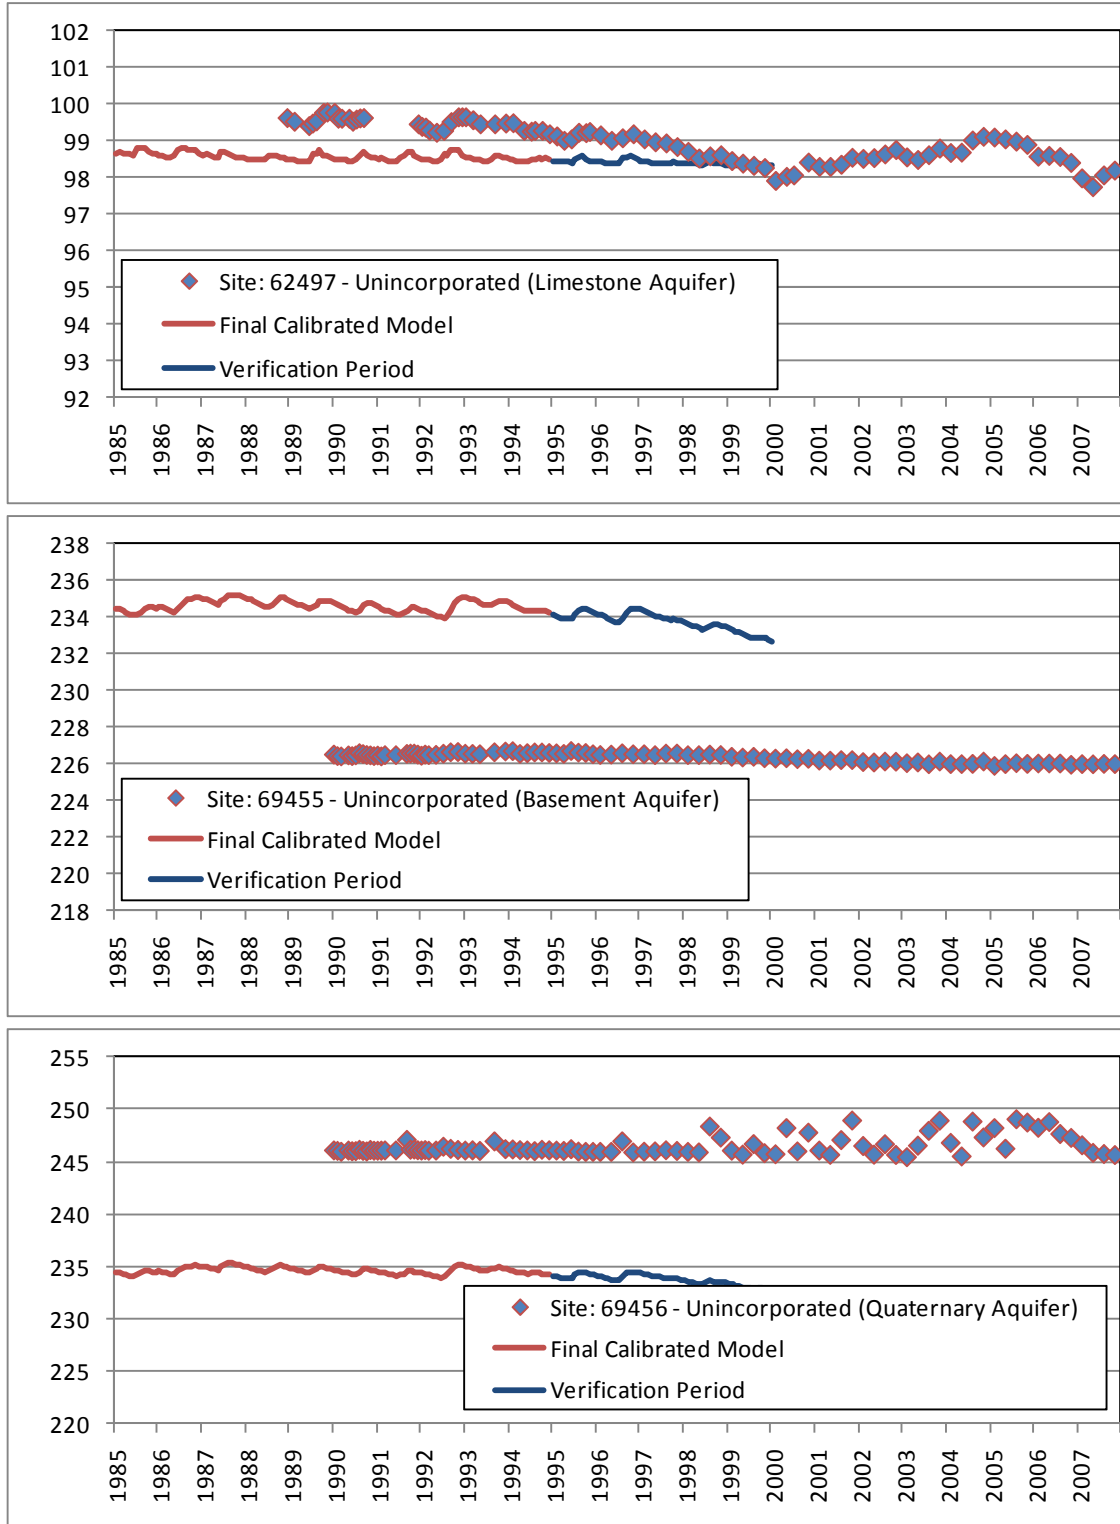 102
101
100
99
98
97
96
95
94
93
92
Site: 62497 - Unincorporated (Limestone Aquifer)
Final Calibrated Model
Verification Period
1985 1986 1987 1988 1989 1990 1991 1992 1993 1994 1995 1996 1997 1998 1999 2000 2001 2002 2003 2004 2005 2006 2007
238
236
234
232
230
228
226
224
222
220
218
Site: 69455 - Unincorporated (Basement Aquifer)
Final Calibrated Model
Verification Period
1985 1986 1987 1988 1989 1990 1991 1992 1993 1994 1995 1996 1997 1998 1999 2000 2001 2002 2003 2004 2005 2006 2007
255
250
245
240
235
230
225
220
Site: 69456 - Unincorporated (Quaternary Aquifer)
Final Calibrated Model
Verification Period
1985 1986 1987 1988 1989 1990 1991 1992 1993 1994 1995 1996 1997 1998 1999 2000 2001 2002 2003 2004 2005 2006 2007